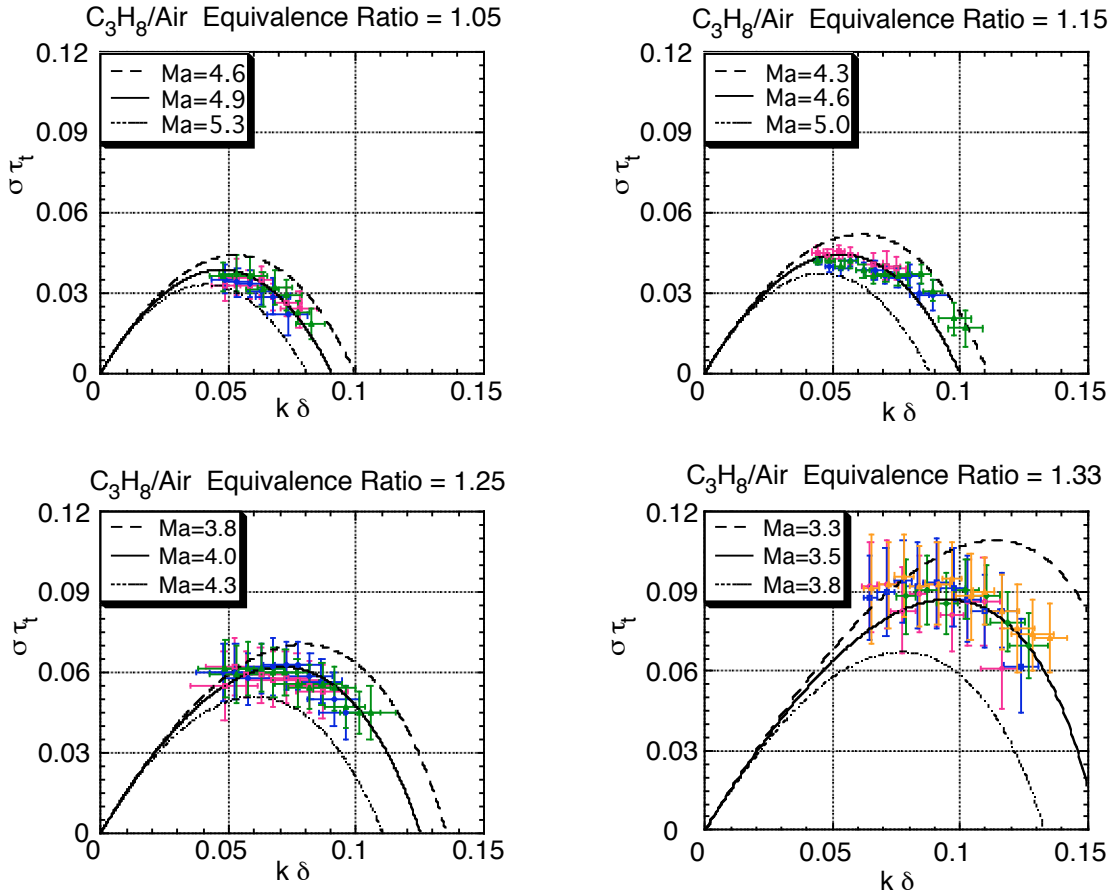 C3H8/Air Equivalence Ratio = 1.05
0.12
Ma=4.6
Ma=4.9
Ma=5.3
0.09
σ τt
0.06
0.03
0
0 0.05 0.1 0.15
k δ
C3H8/Air Equivalence Ratio = 1.15
0.12
Ma=4.3
Ma=4.6
Ma=5.0
0.09
σ τt
0.06
0.03
0
0 0.05 0.1 0.15
k δ
C3H8/Air Equivalence Ratio = 1.25
0.12
Ma=3.8
Ma=4.0
Ma=4.3
0.09
σ τt
0.06
0.03
0
0 0.05 0.1 0.15
k δ
C3H8/Air Equivalence Ratio = 1.33
0.12
Ma=3.3
Ma=3.5
Ma=3.8
0.09
σ τt
0.06
0.03
0
0 0.05 0.1 0.15
k δ